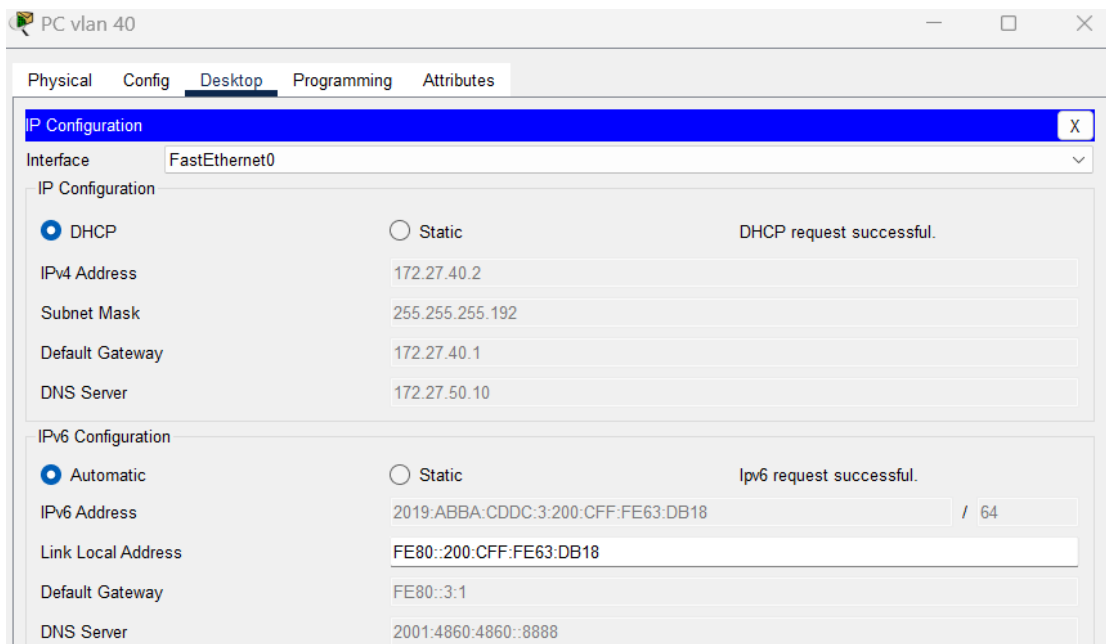 PC vlan 40
Physical Config Desktop Programming Attributes
IP Configuration X
Interface FastEthernet0
IP Configuration
DHCP Static DHCP request successful.
IPv4 Address 172.27.40.2
Subnet Mask 255.255.255.192
Default Gateway 172.27.40.1
DNS Server 172.27.50.10
IPv6 Configuration
Automatic Static Ipv6 request successful.
IPv6 Address 2019:ABBA:CDDC:3:200:CFF:FE63:DB18 / 64
Link Local Address FE80::200:CFF:FE63:DB18
Default Gateway FE80::3:1
DNS Server 2001:4860:4860::8888